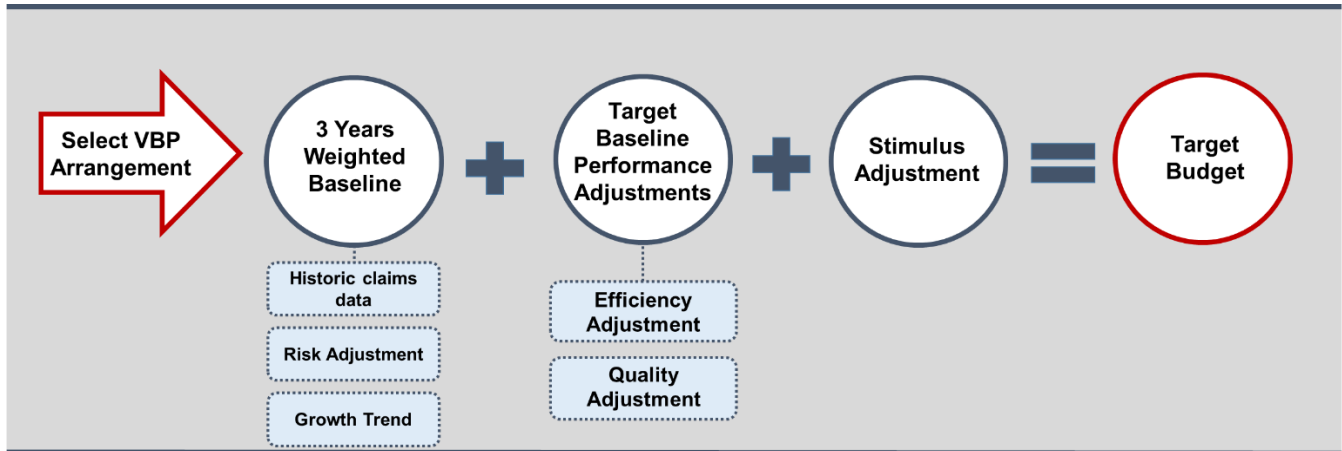 Select VBP
Arrangement
3 Years
Weighted
Baseline
Target
Baseline
Performance
Adjustments
Stimulus
Adjustment
Target
Budget
Historic claims
data
Risk Adjustment
Growth Trend
Efficiency
Adjustment
Quality
Adjustment